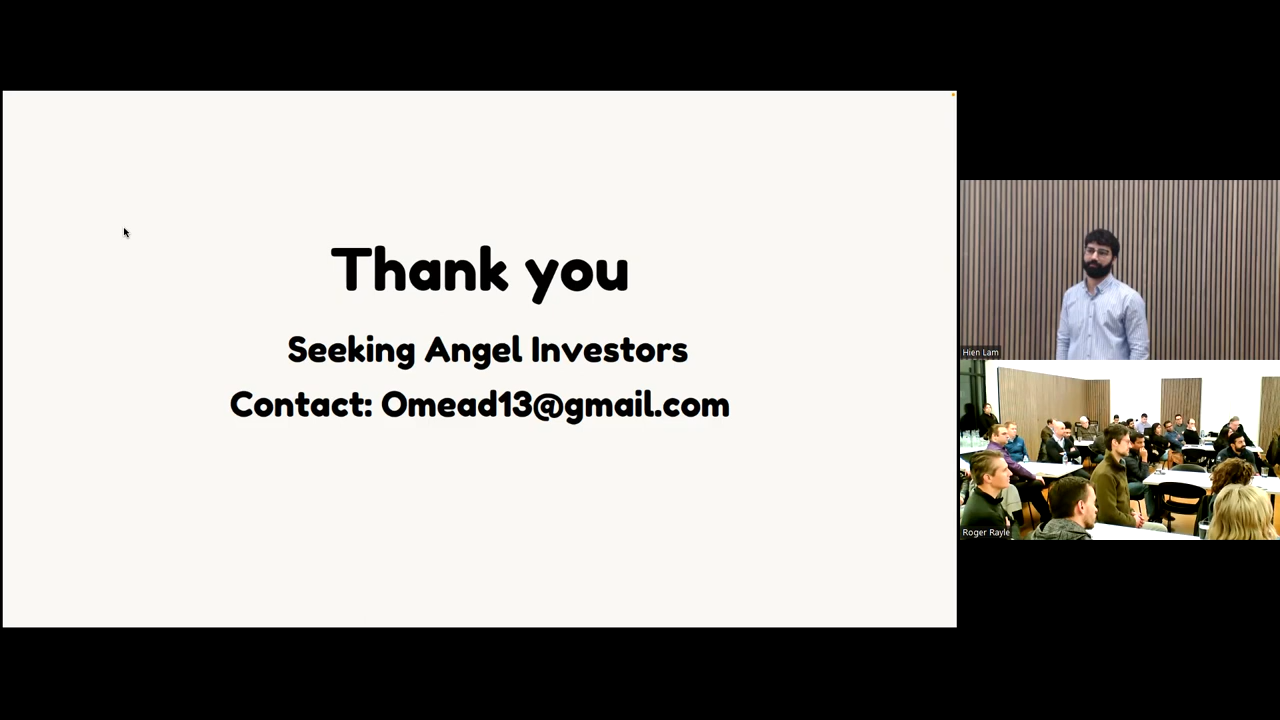 Thank you
Seeking Angel Investors
Contact: Omead13@gmail.com
Hien Lam
Roger Rayle